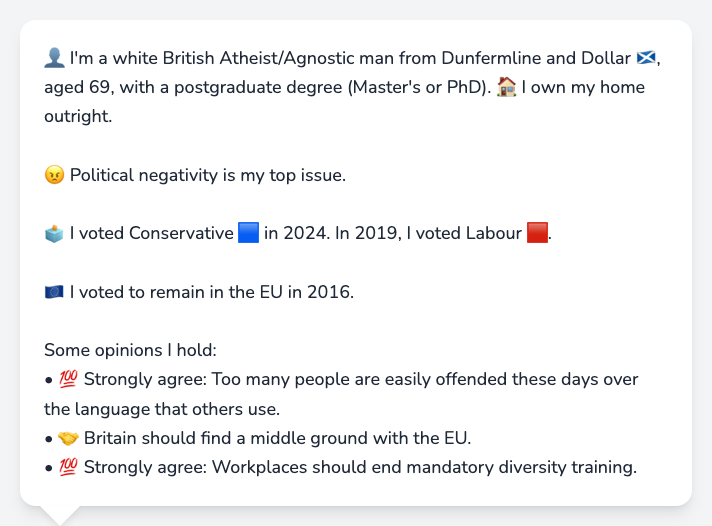 👤 I'm a white British Atheist/Agnostic man from Dunfermline and Dollar 🏴󠁧󠁢󠁳󠁣󠁴󠁿,
aged 69, with a postgraduate degree (Master's or PhD). 🏠 I own my home
outright.
😠 Political negativity is my top issue.
🗳️ I voted Conservative 🟦 in 2024. In 2019, I voted Labour 🟥.
🇪🇺 I voted to remain in the EU in 2016.
Some opinions I hold:
• 💯 Strongly agree: Too many people are easily offended these days over
the language that others use.
• 🤝 Britain should find a middle ground with the EU.
• 💯 Strongly agree: Workplaces should end mandatory diversity training.